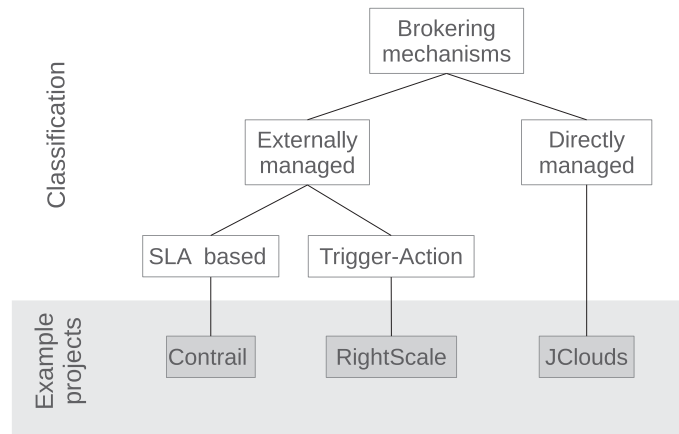 Brokering
mechanisms
Classification
Externally
managed
Directly
managed
SLA based
Trigger-Action
Example
projects
Contrail
RightScale
JClouds